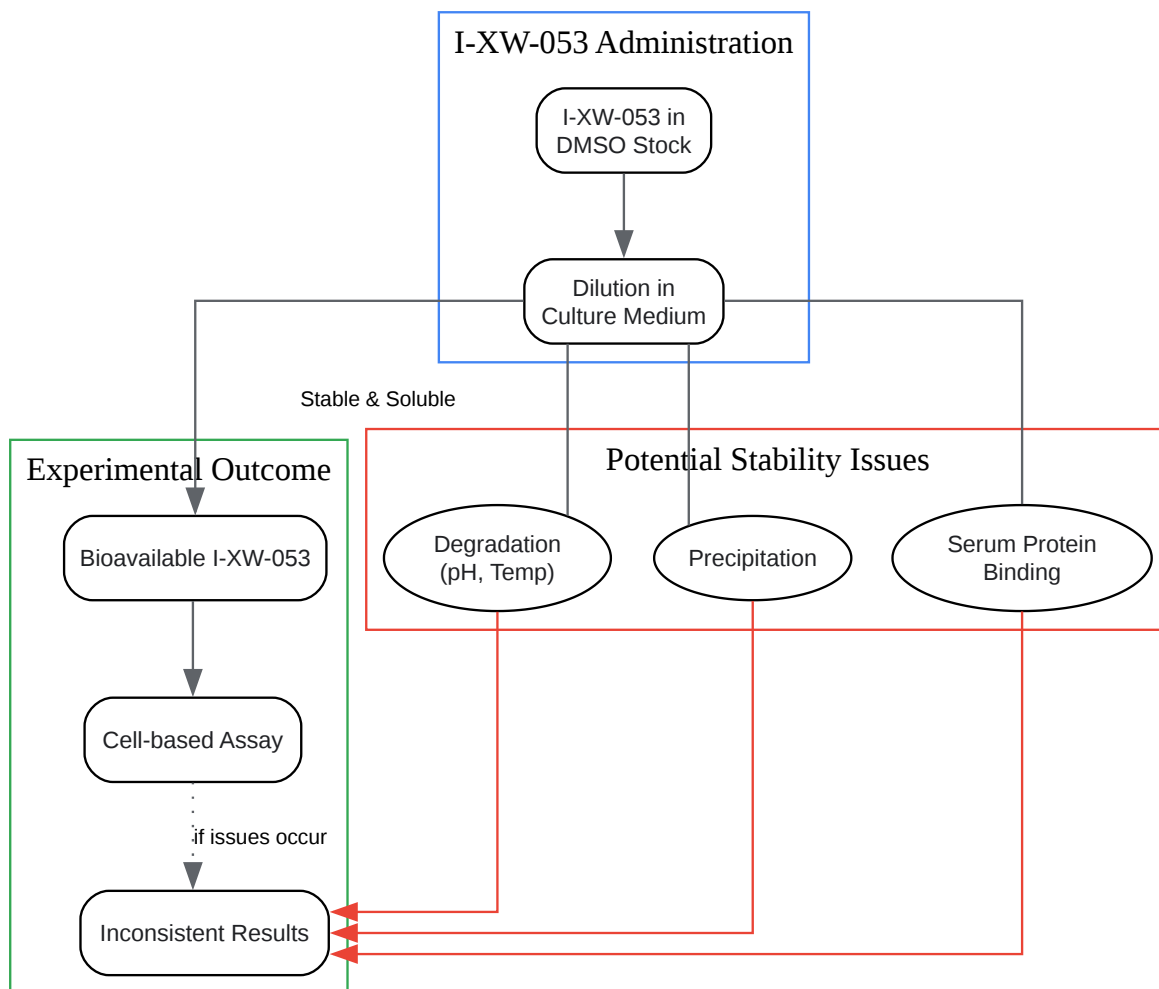 I-XW-053 Administration
I-XW-053 in
DMSO Stock
Dilution in
Culture Medium
Stable & Soluble
Experimental Outcome
Potential Stability Issues
Bioavailable I-XW-053
Degradation
(pH, Temp)
Precipitation
Serum Protein
Binding
Cell-based Assay
if issues occur
Inconsistent Results